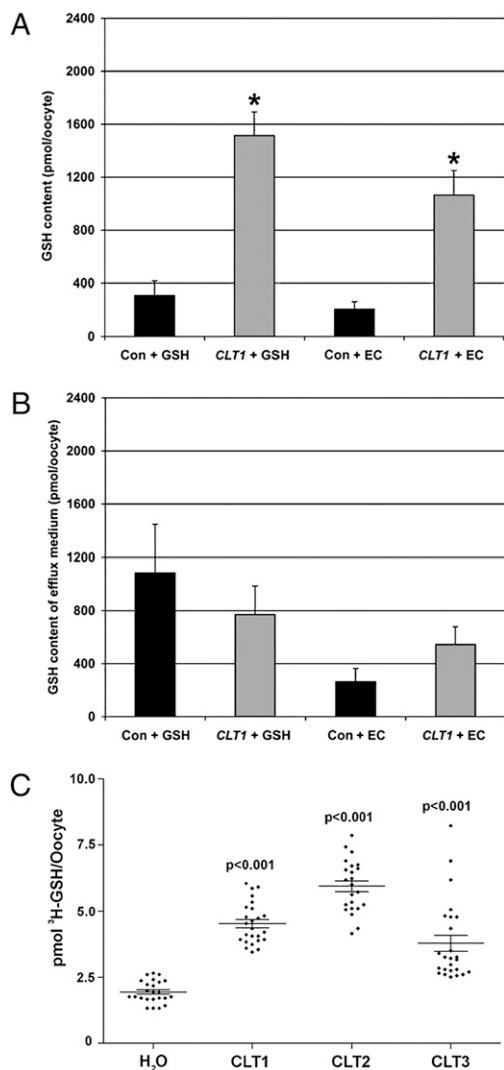 A
GSH content (pmol/oocyte)
2400
2000
1600
1200
800
400
0
*
*
Con + GSH CLT1 + GSH Con + EC CLT1 + EC
B
GSH content of efflux medium (pmol/oocyte)
2400
2000
1600
1200
800
400
0
Con + GSH CLT1 + GSH Con + EC CLT1 + EC
C
pmol ³H-GSH/Oocyte
10.0
7.5
5.0
2.5
0
p<0.001 p<0.001 p<0.001
H₂O CLT1 CLT2 CLT3